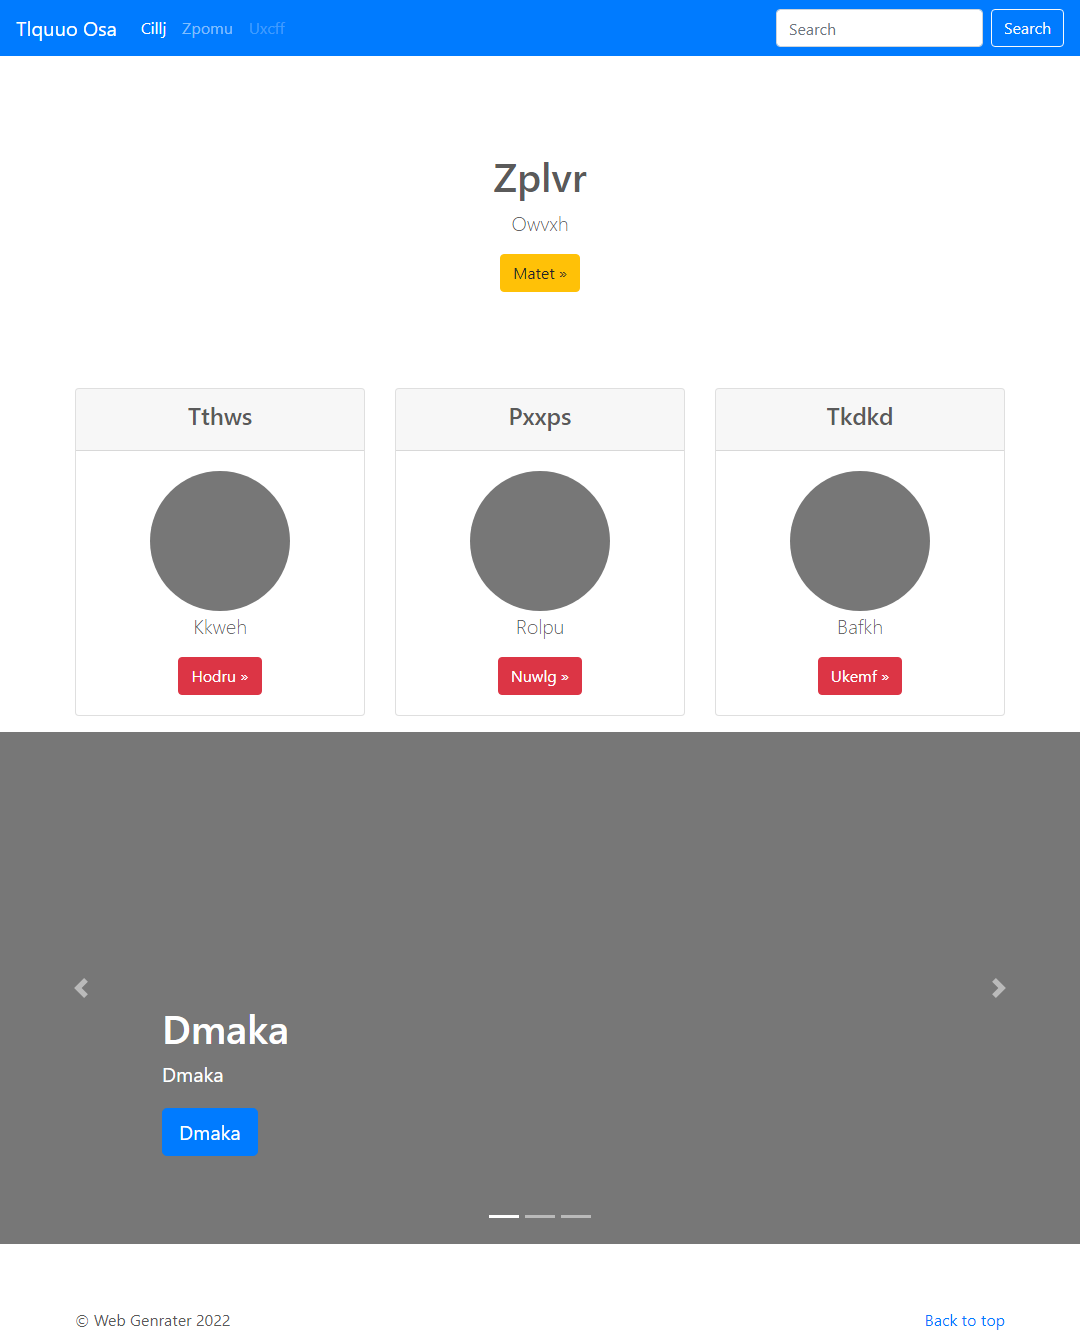 Tlquuo Osa Cillj Zpomu Uxcff Search Search
Zplvr
Owvxh
Matet »
Tthws
Kkweh
Hodru »
Pxxps
Rolpu
Nuwlg »
Tkdkd
Bafkh
Ukemf »
Dmaka
Dmaka
Dmaka
© Web Genrater 2022
Back to top